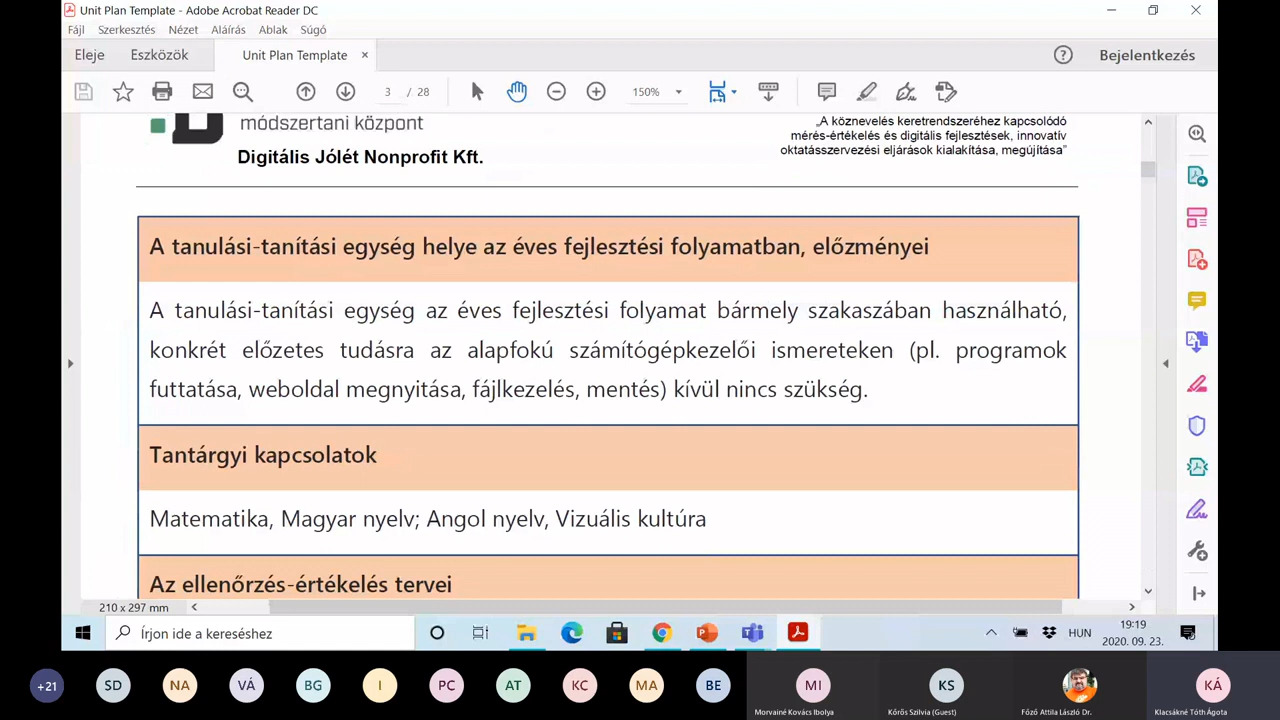 Unit Plan Template - Adobe Acrobat Reader DC
Fájl Szerkesztés Nézet Aláírás Ablak Súgó
Eleje Eszközök Unit Plan Template × Bejelentkezés
3 / 28 150%
módszertani központ
Digitális Jólét Nonprofit Kft.
„A köznevelés keretrendszeréhez kapcsolódó
mérés-értékelés és digitális fejlesztések, innovatív
oktatásszervezési eljárások kialakítása, megújítása”
A tanulási-tanítási egység helye az éves fejlesztési folyamatban, előzményei
A tanulási-tanítási egység az éves fejlesztési folyamat bármely szakaszában használható,
konkrét előzetes tudásra az alapfokú számítógépkezelői ismereteken (pl. programok
futtatása, weboldal megnyitása, fájlkezelés, mentés) kívül nincs szükség.
Tantárgyi kapcsolatok
Matematika, Magyar nyelv; Angol nyelv, Vizuális kultúra
Az ellenőrzés-értékelés tervei
210 x 297 mm
Írjon ide a kereséshez
HUN
19:19
2020. 09. 23.
+21 SD NA VÁ BG I PC AT KC MA BE MI KS KÁ
Morvainé Kovács Ibolya Kőrös Szilvia (Guest) Főző Attila László Dr. Klacsákné Tóth Ágota